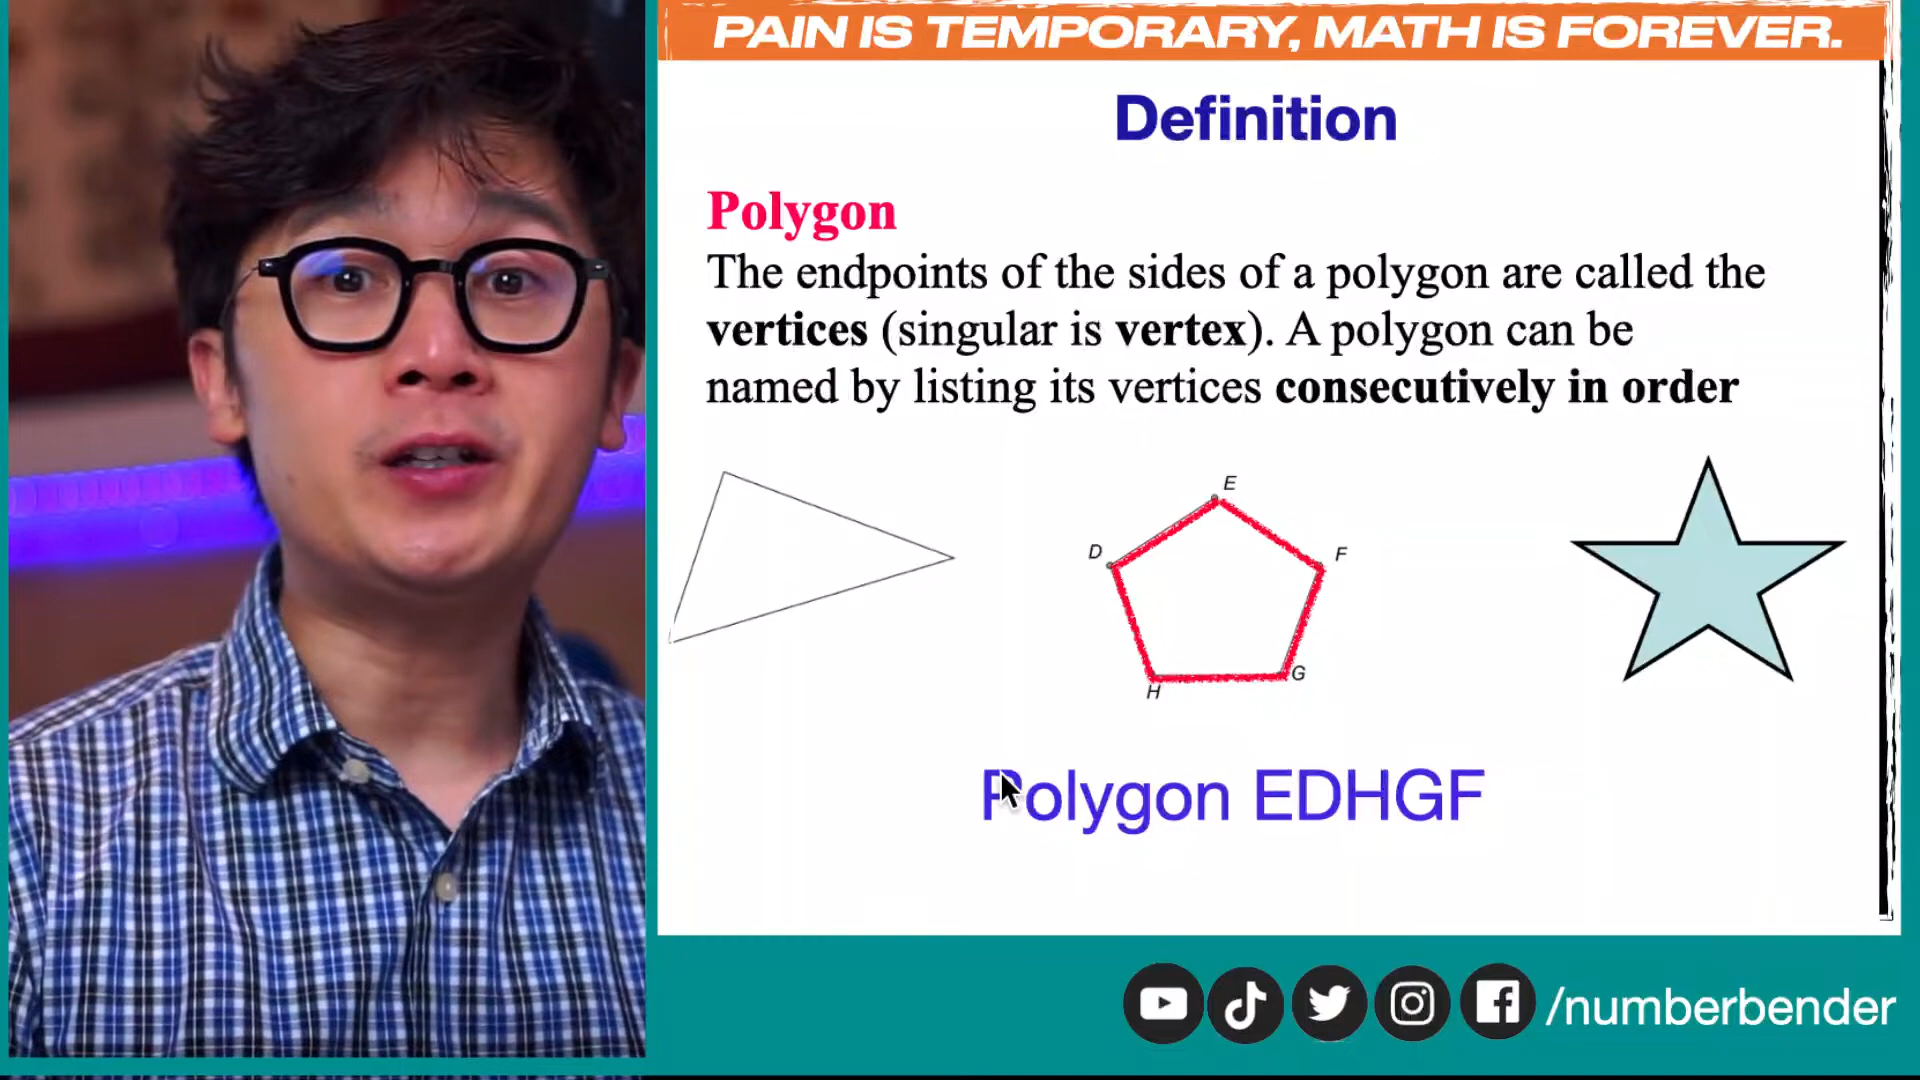 PAIN IS TEMPORARY, MATH IS FOREVER.
Definition
Polygon
The endpoints of the sides of a polygon are called the
vertices (singular is vertex). A polygon can be
named by listing its vertices consecutively in order
E
D
F
G
H
Polygon EDHGF
/numberbender